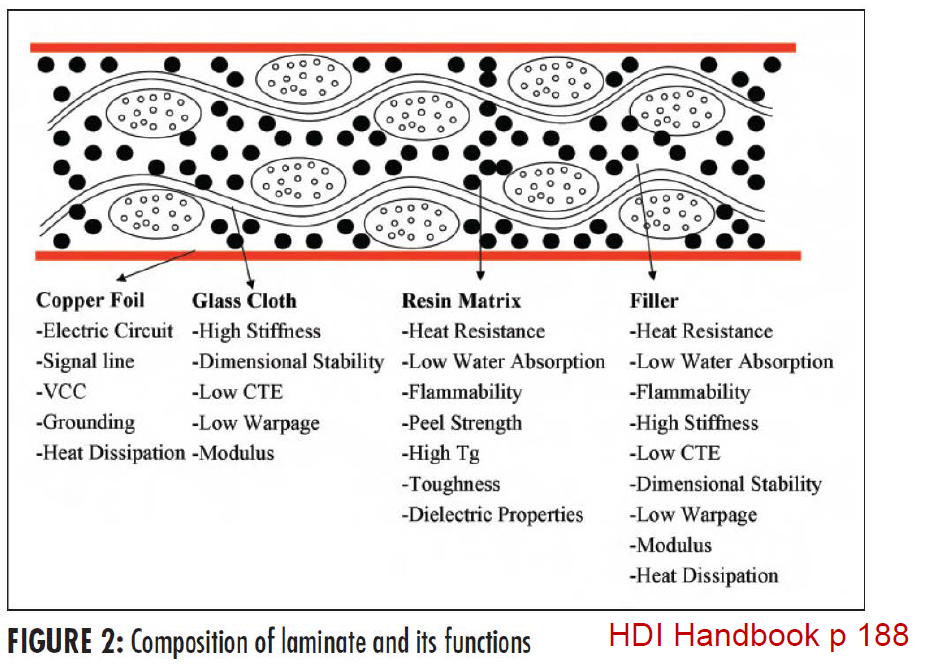 Copper Foil
-Electric Circuit
-Signal line
-VCC
-Grounding
-Heat Dissipation
Glass Cloth
-High Stiffness
-Dimensional Stability
-Low CTE
-Low Warpage
-Modulus
Resin Matrix
-Heat Resistance
-Low Water Absorption
-Flammability
-Peel Strength
-High Tg
-Toughness
-Dielectric Properties
Filler
-Heat Resistance
-Low Water Absorption
-Flammability
-High Stiffness
-Low CTE
-Dimensional Stability
-Low Warpage
-Modulus
-Heat Dissipation
FIGURE 2: Composition of laminate and its functions
HDI Handbook p 188